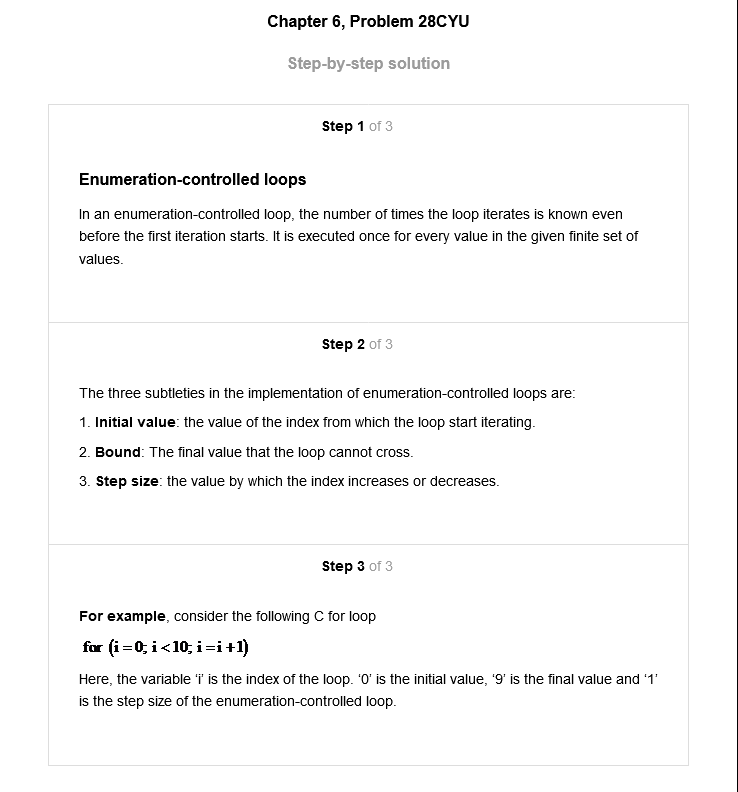 Chapter 6, Problem 28CYU
Step-by-step solution
Step 1 of 3
Enumeration-controlled loops
In an enumeration-controlled loop, the number of times the loop iterates is known even
before the first iteration starts. It is executed once for every value in the given finite set of
values.
Step 2 of 3
The three subtleties in the implementation of enumeration-controlled loops are:
1. Initial value: the value of the index from which the loop start iterating.
2. Bound: The final value that the loop cannot cross.
3. Step size: the value by which the index increases or decreases.
Step 3 of 3
For example, consider the following C for loop
for (i=0; i<10; i=i+1)
Here, the variable ‘i’ is the index of the loop. ‘0’ is the initial value, ‘9’ is the final value and ‘1’
is the step size of the enumeration-controlled loop.